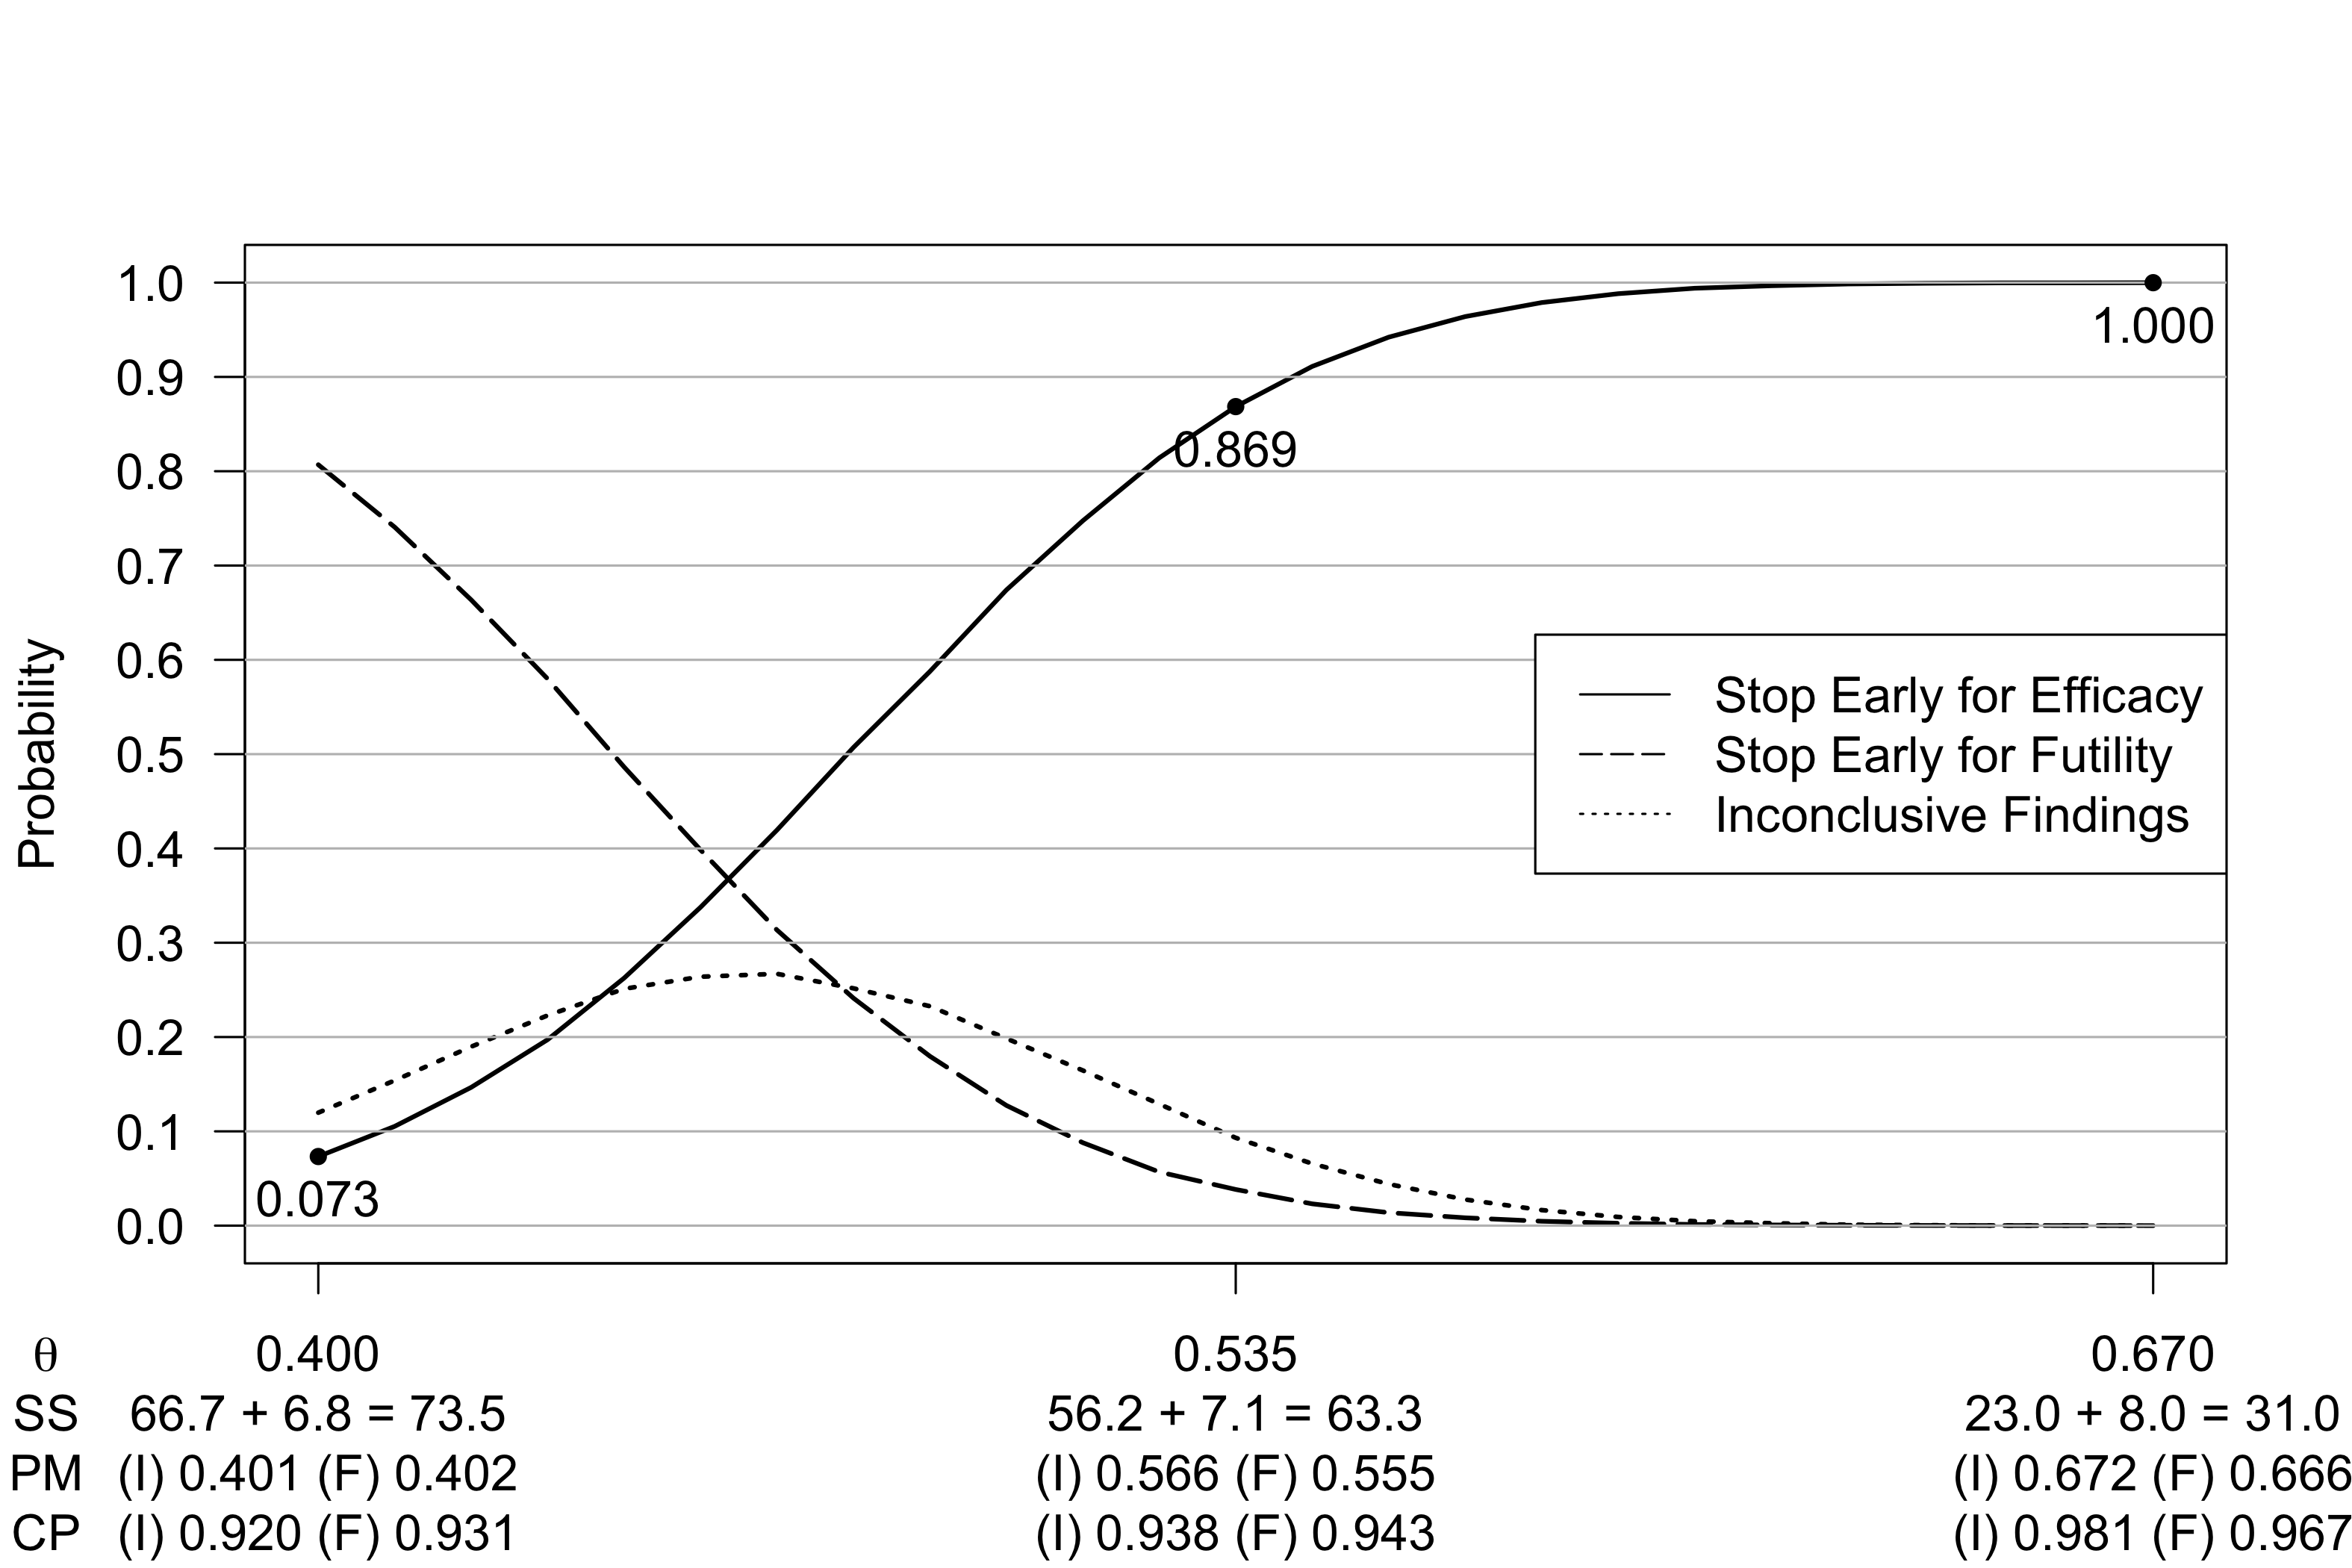 1.0
0.9
0.8
0.7
0.6
0.5
0.4
0.3
0.2
0.1
0.0
Probability
0.073
0.869
1.000
Stop Early for Efficacy
Stop Early for Futility
Inconclusive Findings
θ 0.400 0.535 0.670
SS 66.7 + 6.8 = 73.5 56.2 + 7.1 = 63.3 23.0 + 8.0 = 31.0
PM (I) 0.401 (F) 0.402 (I) 0.566 (F) 0.555 (I) 0.672 (F) 0.666
CP (I) 0.920 (F) 0.931 (I) 0.938 (F) 0.943 (I) 0.981 (F) 0.967